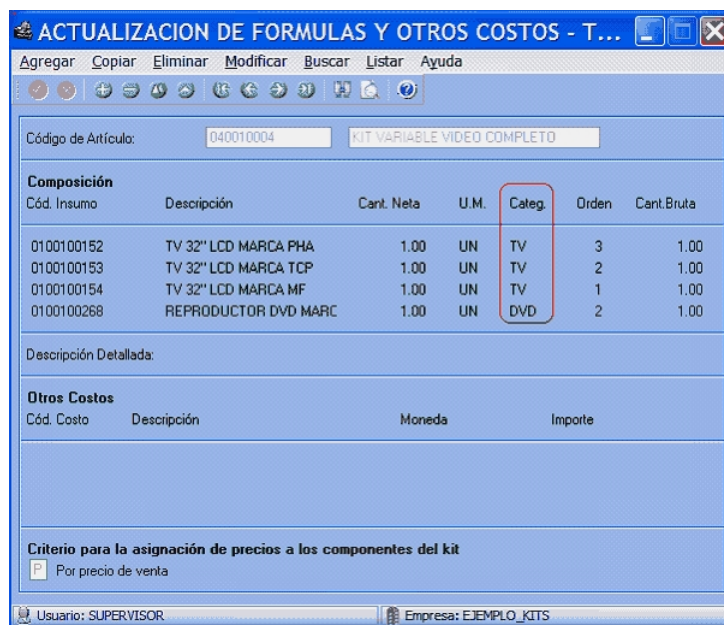 ACTUALIZACION DE FORMULAS Y OTROS COSTOS - T...
Agregar Copiar Eliminar Modificar Buscar Listar Ayuda
Código de Artículo: 040010004 KIT VARIABLE VIDEO COMPLETO
Composición
Cód. Insumo Descripción Cant. Neta U.M. Categ. Orden Cant.Bruta
0100100152 TV 32" LCD MARCA PHA 1.00 UN TV 3 1.00
0100100153 TV 32" LCD MARCA TCP 1.00 UN TV 2 1.00
0100100154 TV 32" LCD MARCA MF 1.00 UN TV 1 1.00
0100100268 REPRODUCTOR DVD MARC 1.00 UN DVD 2 1.00
Descripción Detallada:
Otros Costos
Cód. Costo Descripción Moneda Importe
Criterio para la asignación de precios a los componentes del kit
P Por precio de venta
Usuario: SUPERVISOR Empresa: EJEMPLO_KITS